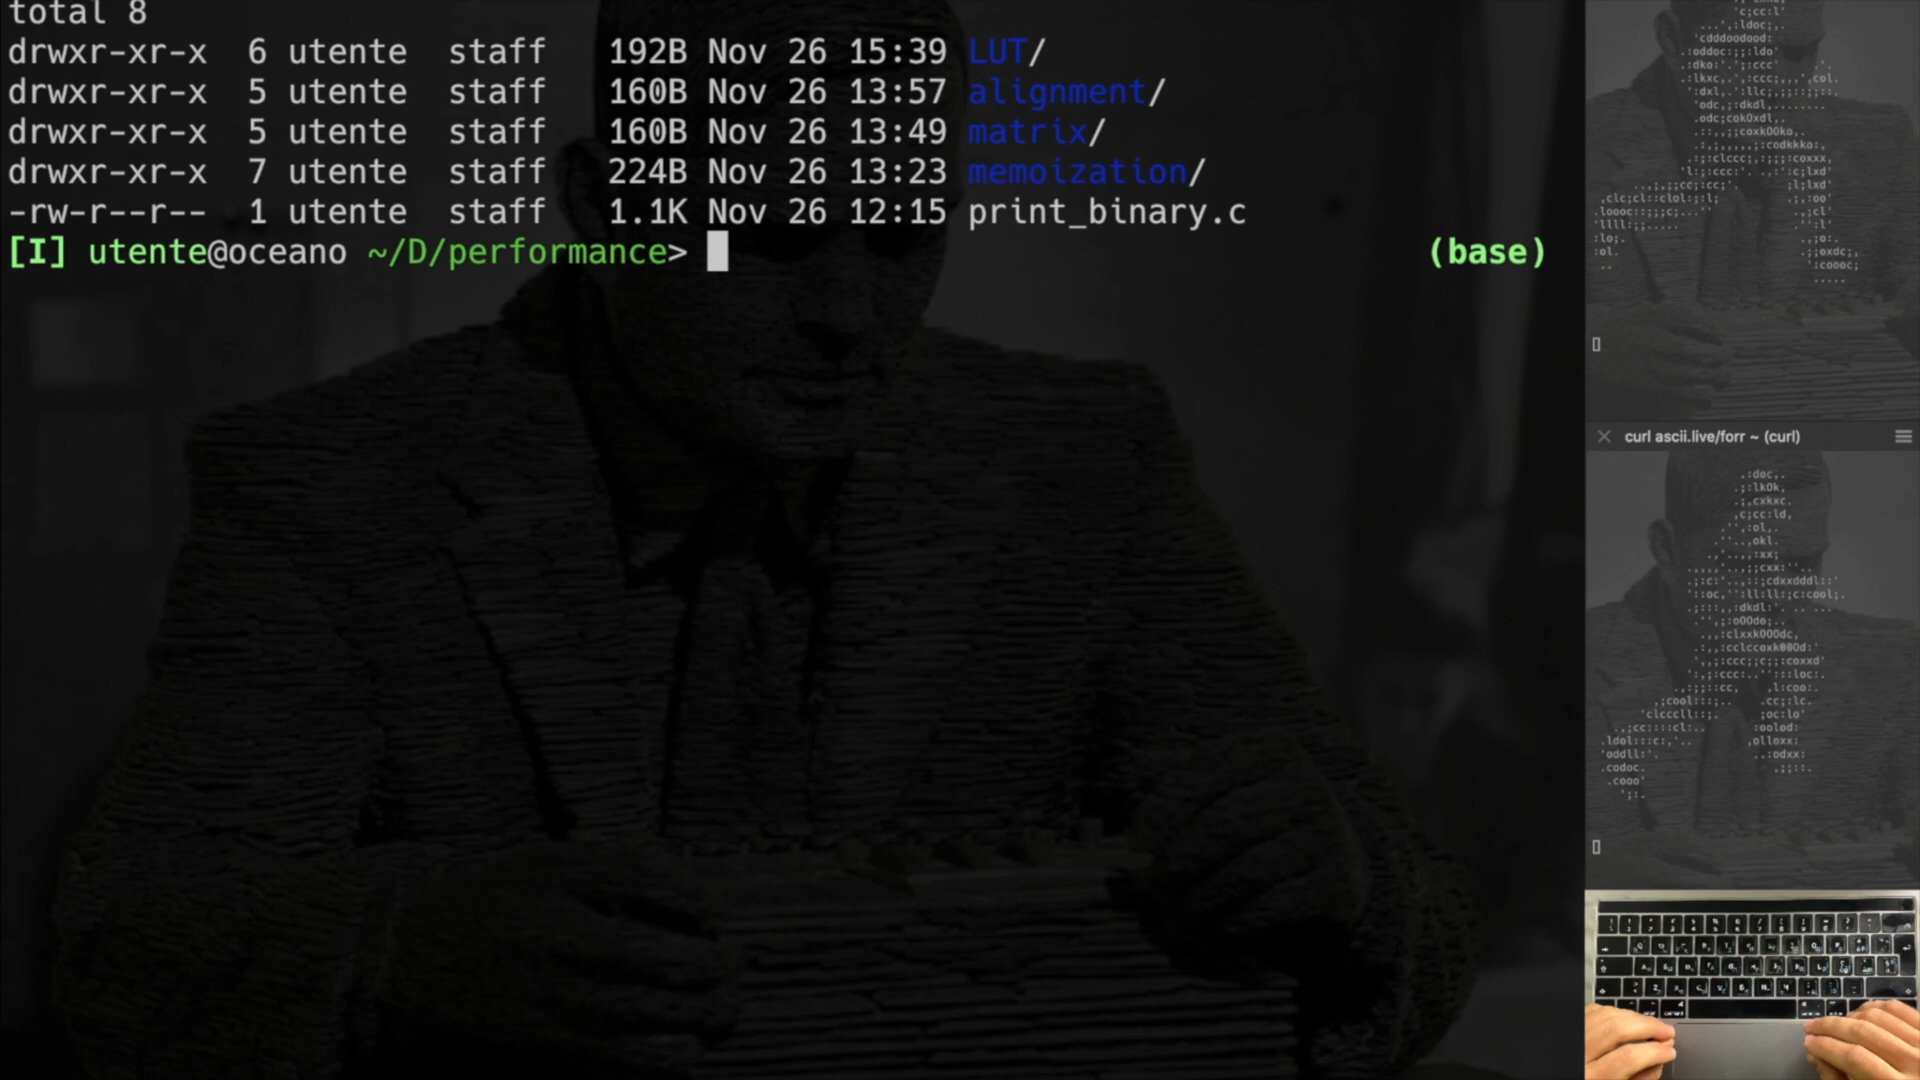 total 8
drwxr-xr-x  6 utente  staff   192B Nov 26 15:39 LUT/
drwxr-xr-x  5 utente  staff   160B Nov 26 13:57 alignment/
drwxr-xr-x  5 utente  staff   160B Nov 26 13:49 matrix/
drwxr-xr-x  7 utente  staff   224B Nov 26 13:23 memoization/
-rw-r--r--  1 utente  staff   1.1K Nov 26 12:15 print_binary.c
[I] utente@oceano ~/D/performance> (base)
curl ascii.live/forr ~ (curl)